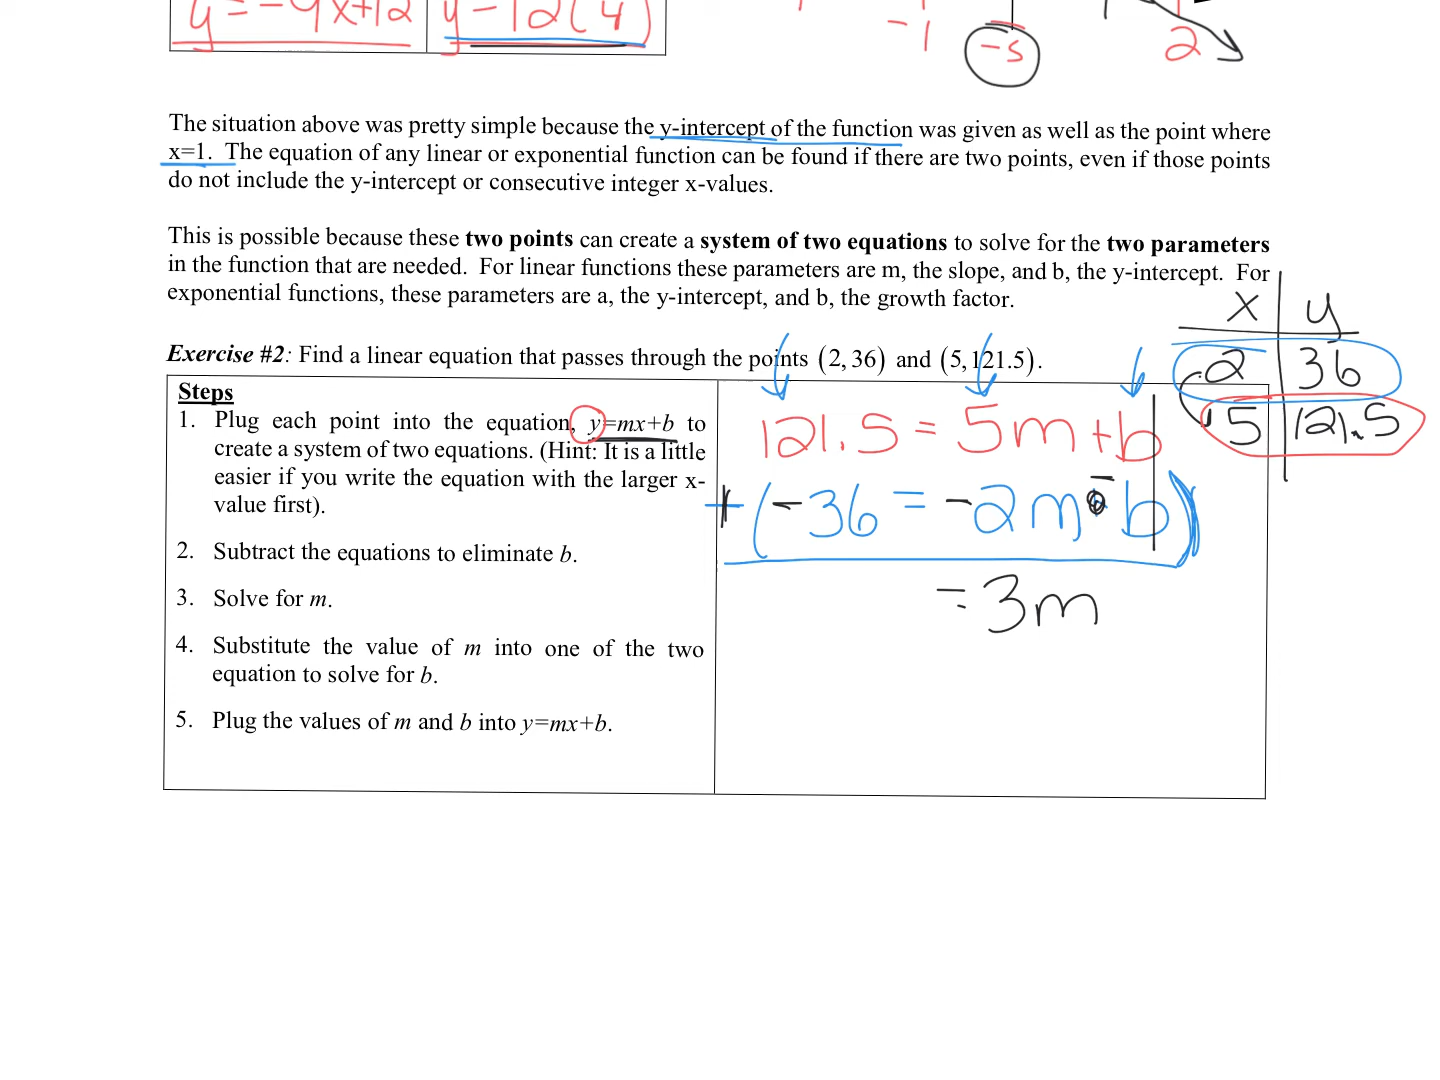 y = -4x+12 y = 12(4)
-1 -5 2
The situation above was pretty simple because the y-intercept of the function was given as well as the point where
x=1. The equation of any linear or exponential function can be found if there are two points, even if those points
do not include the y-intercept or consecutive integer x-values.
This is possible because these two points can create a system of two equations to solve for the two parameters
in the function that are needed. For linear functions these parameters are m, the slope, and b, the y-intercept. For
exponential functions, these parameters are a, the y-intercept, and b, the growth factor.
x y
2 36
5 121.5
Exercise #2: Find a linear equation that passes through the points (2, 36) and (5, 121.5).
Steps
1. Plug each point into the equation, y=mx+b to
create a system of two equations. (Hint: It is a little
easier if you write the equation with the larger x-
value first).
2. Subtract the equations to eliminate b.
3. Solve for m.
4. Substitute the value of m into one of the two
equation to solve for b.
5. Plug the values of m and b into y=mx+b.
121.5 = 5m+b
+(-36 = -2m - b)
= 3m